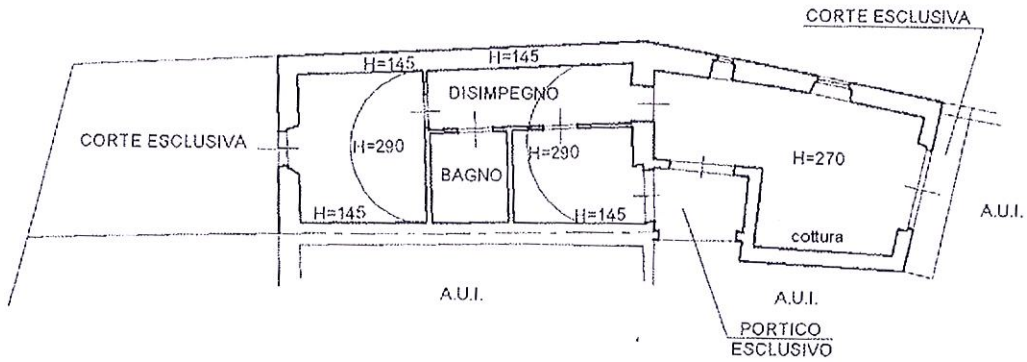 CORTE ESCLUSIVA
H=145
H=145
DISIMPEGNO
CORTE ESCLUSIVA
H=290
H=290
H=270
BAGNO
A.U.I.
H=145
H=145
cottura
A.U.I.
A.U.I.
PORTICO
ESCLUSIVO